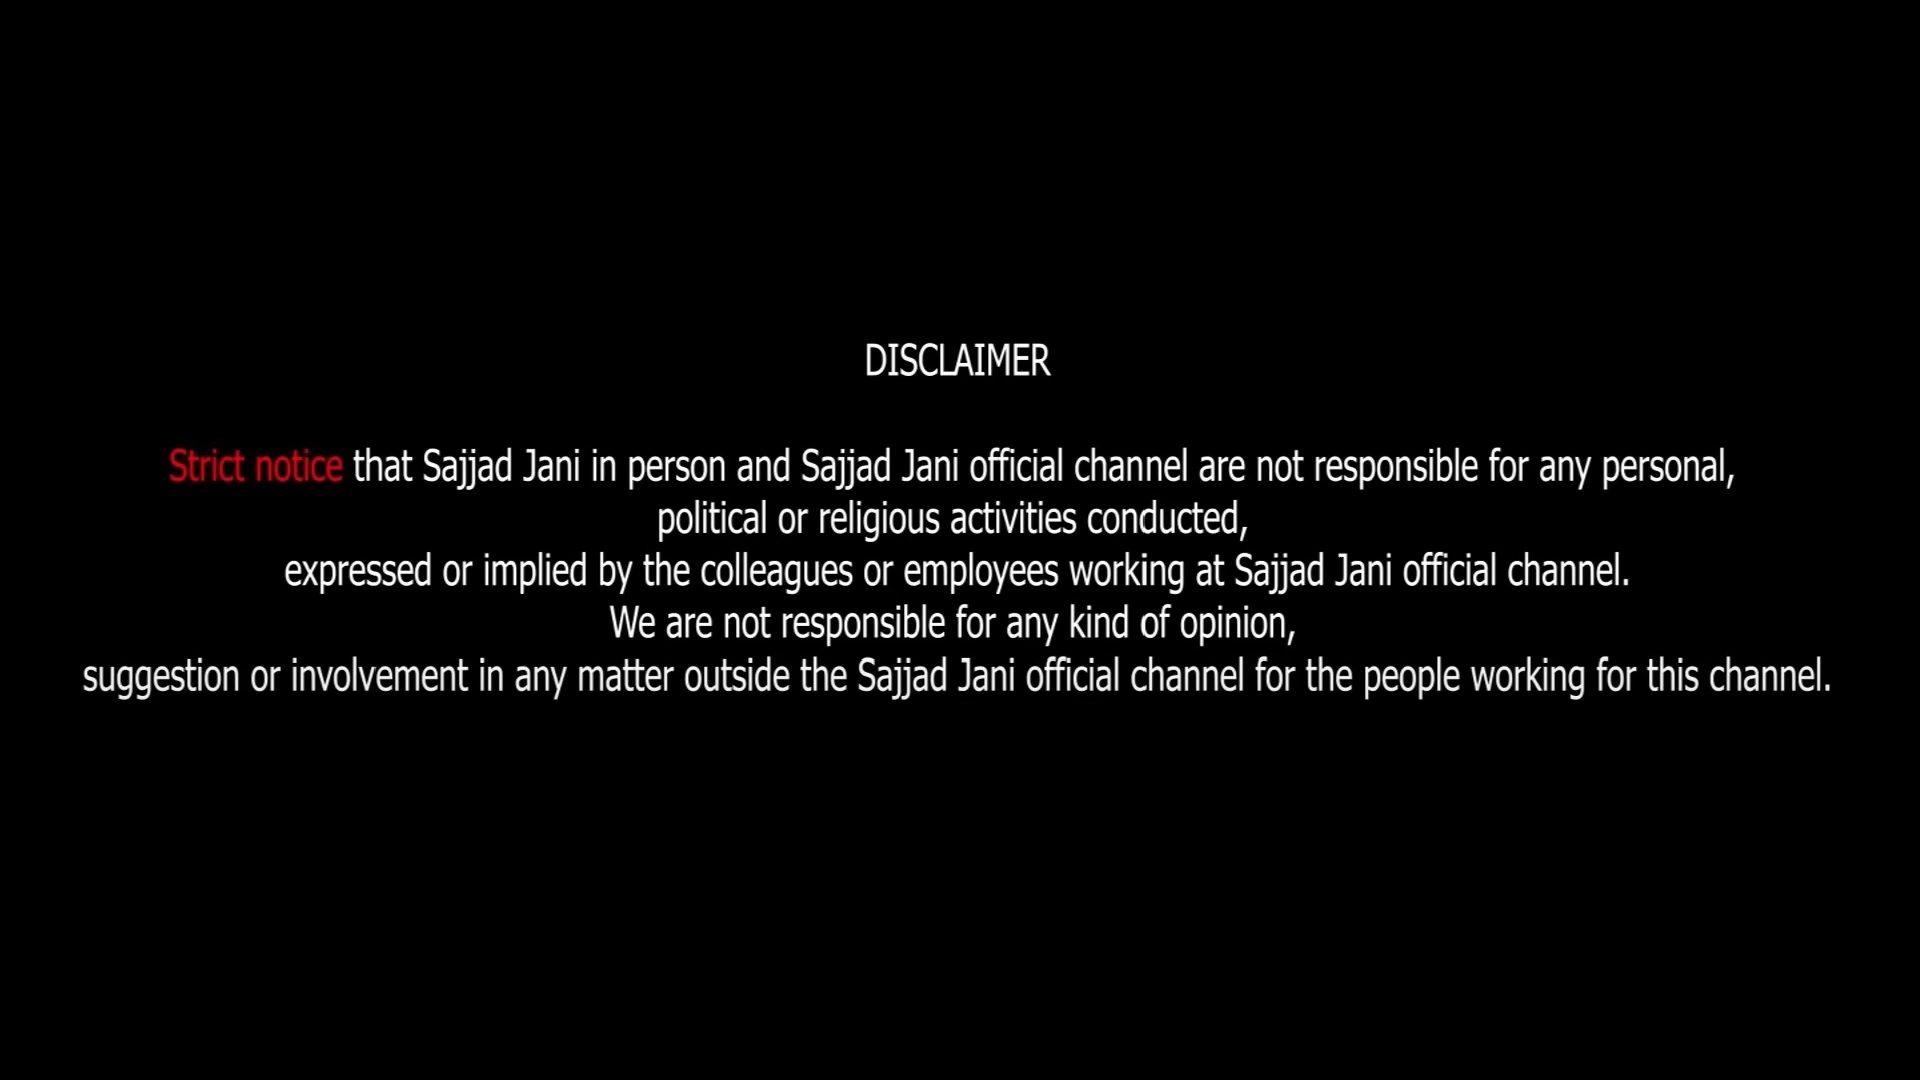 DISCLAIMER
Strict notice that Sajjad Jani in person and Sajjad Jani official channel are not responsible for any personal,
political or religious activities conducted,
expressed or implied by the colleagues or employees working at Sajjad Jani official channel.
We are not responsible for any kind of opinion,
suggestion or involvement in any matter outside the Sajjad Jani official channel for the people working for this channel.